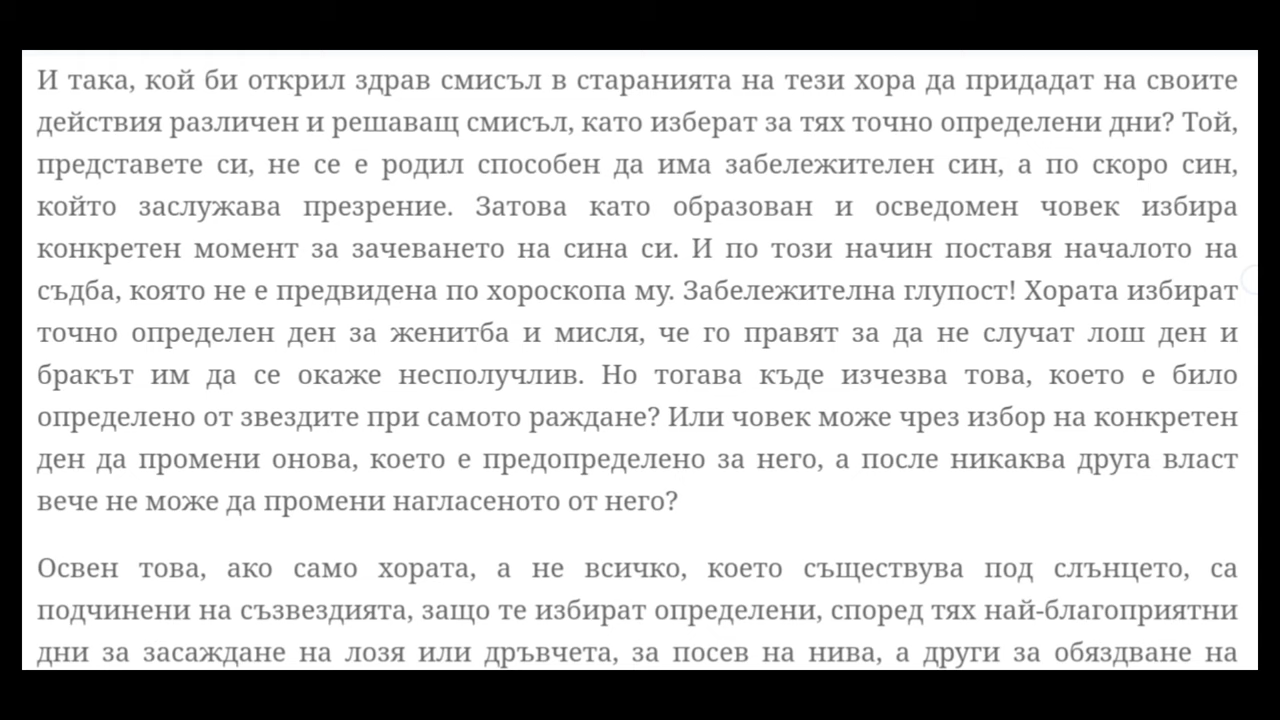 И така, кой би открил здрав смисъл в старанията на тези хора да придадат на своите
действия различен и решаващ смисъл, като изберат за тях точно определени дни? Той,
представете си, не се е родил способен да има забележителен син, а по скоро син,
който заслужава презрение. Затова като образован и осведомен човек избира
конкретен момент за зачеването на сина си. И по този начин поставя началото на
съдба, която не е предвидена по хороскопа му. Забележителна глупост! Хората избират
точно определен ден за женитба и мисля, че го правят за да не случат лош ден и
бракът им да се окаже несполучлив. Но тогава къде изчезва това, което е било
определено от звездите при самото раждане? Или човек може чрез избор на конкретен
ден да промени онова, което е предопределено за него, а после никаква друга власт
вече не може да промени нагласеното от него?
Освен това, ако само хората, а не всичко, което съществува под слънцето, са
подчинени на съзвездията, защо те избират определени, според тях най-благоприятни
дни за засаждане на лозя или дръвчета, за посев на нива, а други за обяздване на